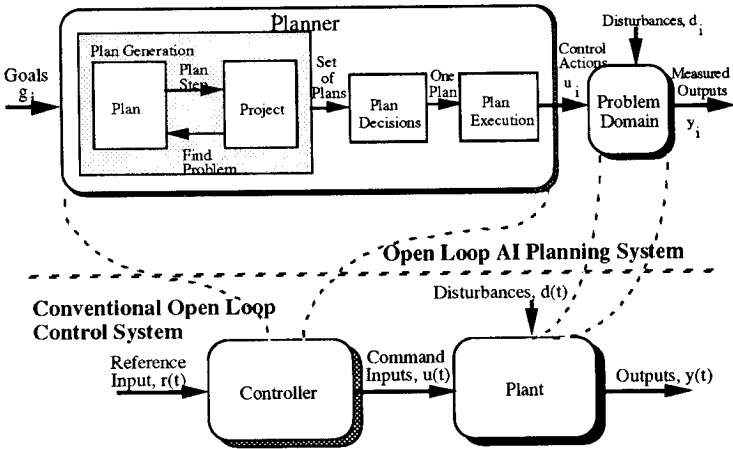 Planner
Disturbances, d i
Plan Generation
Goals
g i
Plan
Plan
Step
Project
Find
Problem
Set
of
Plans
Plan
Decisions
One
Plan
Plan
Execution
Control
Actions
u i
Problem
Domain
Measured
Outputs
y i
Open Loop AI Planning System
Conventional Open Loop
Control System
Disturbances, d(t)
Reference
Input, r(t)
Controller
Command
Inputs, u(t)
Plant
Outputs, y(t)